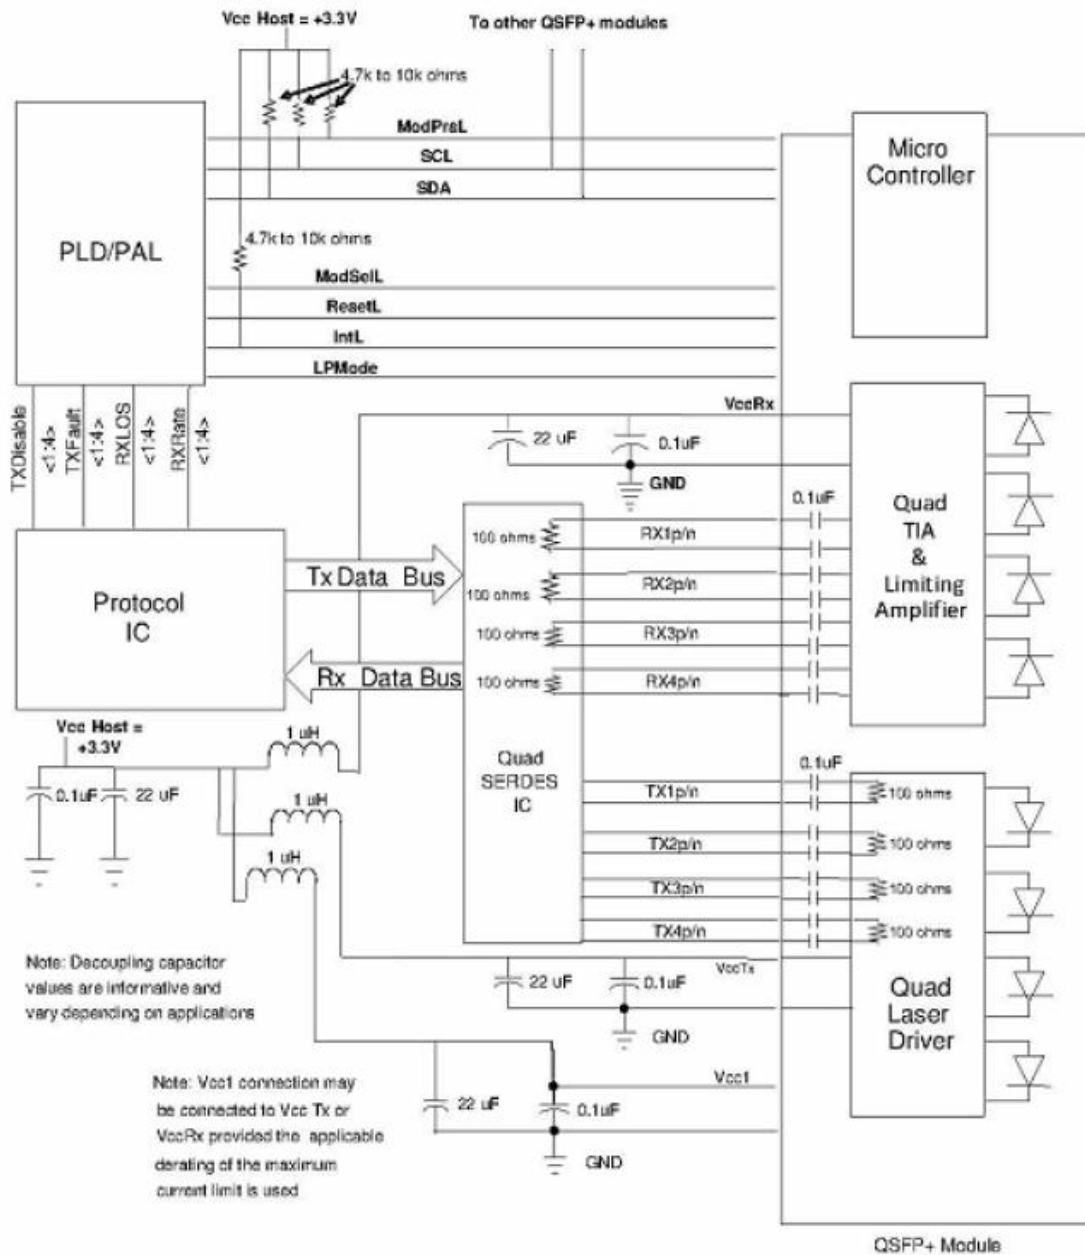 Vcc Host = +3.3V
To other QSFP+ modules
4.7k to 10k ohms
ModPrsL
SCL
SDA
Micro
Controller
PLD/PAL
4.7k to 10k ohms
ModSelL
ResetL
IntL
LPMode
TXDisable
<1:4>
TXFault
<1:4>
RXLOS
<1:4>
RXRate
<1:4>
VccRx
22 uF
0.1uF
GND
0.1uF
Quad
TIA
&
Limiting
Amplifier
100 ohms
RX1p/n
100 ohms
RX2p/n
100 ohms
RX3p/n
100 ohms
RX4p/n
Tx Data Bus
Protocol
IC
Rx Data Bus
Vcc Host =
+3.3V
1 uH
0.1uF
22 uF
1 uH
1 uH
Quad
SERDES
IC
0.1uF
TX1p/n
100 ohms
TX2p/n
100 ohms
TX3p/n
100 ohms
TX4p/n
100 ohms
VccTx
22 uF
0.1uF
GND
Quad
Laser
Driver
Note: Decoupling capacitor
values are informative and
vary depending on applications
Vcc1
22 uF
0.1uF
GND
Note: Vcc1 connection may
be connected to Vcc Tx or
VccRx provided the applicable
derating of the maximum
current limit is used
QSFP+ Module